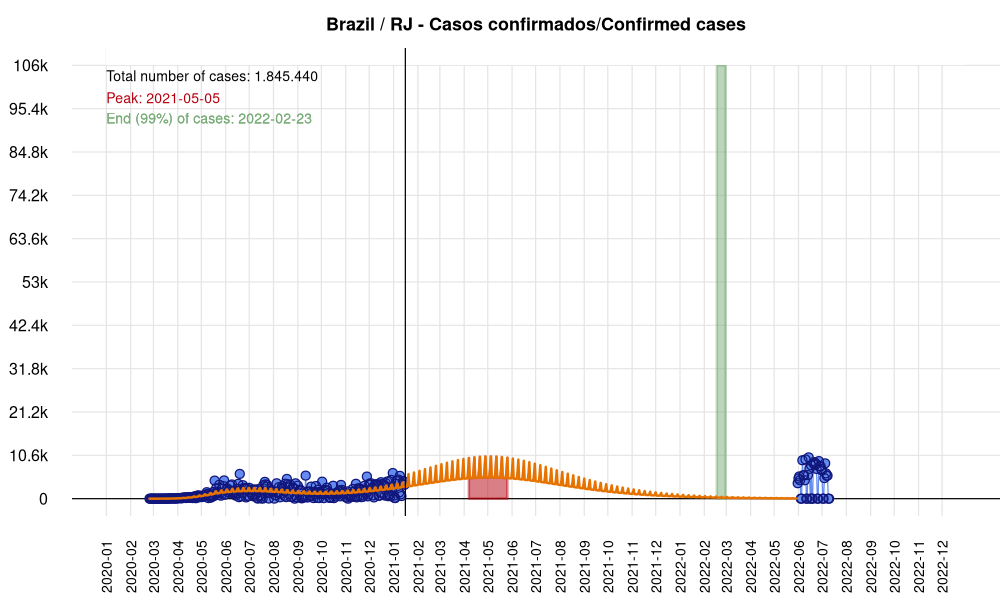 Brazil / RJ - Casos confirmados/Confirmed cases
Total number of cases: 1.845.440
Peak: 2021-05-05
End (99%) of cases: 2022-02-23
106k
95.4k
84.8k
74.2k
63.6k
53k
42.4k
31.8k
21.2k
10.6k
0
2020-01
2020-02
2020-03
2020-04
2020-05
2020-06
2020-07
2020-08
2020-09
2020-10
2020-11
2020-12
2021-01
2021-02
2021-03
2021-04
2021-05
2021-06
2021-07
2021-08
2021-09
2021-10
2021-11
2021-12
2022-01
2022-02
2022-03
2022-04
2022-05
2022-06
2022-07
2022-08
2022-09
2022-10
2022-11
2022-12